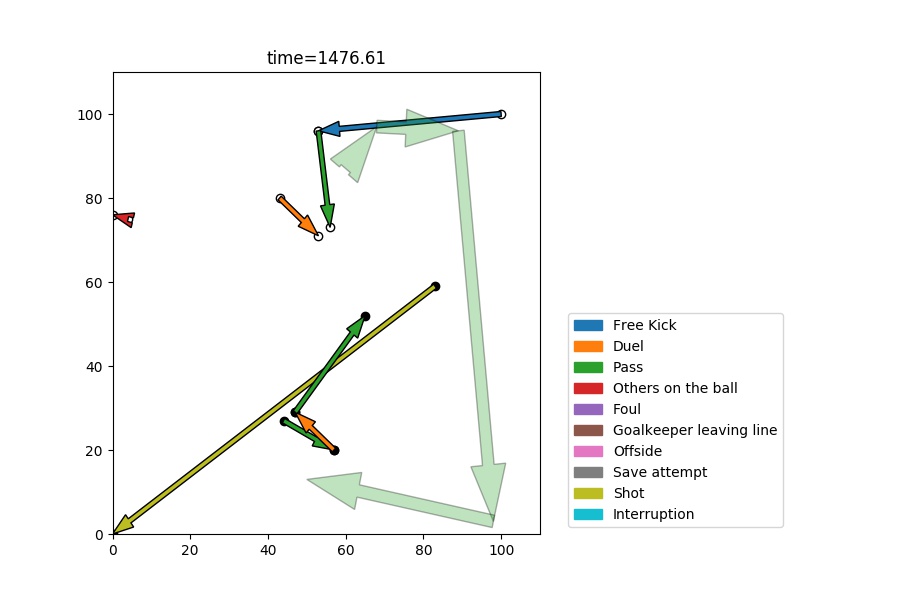 time=1476.61
100
80
60
40
20
0
0 20 40 60 80 100
Free Kick
Duel
Pass
Others on the ball
Foul
Goalkeeper leaving line
Offside
Save attempt
Shot
Interruption